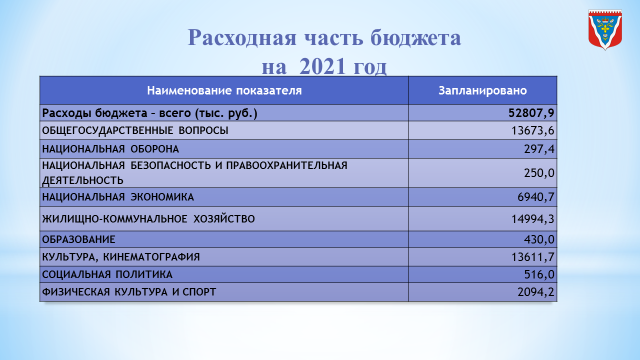 Расходная часть бюджета
на 2021 год
Наименование показателя Запланировано
Расходы бюджета – всего (тыс. руб.) 52807,9
ОБЩЕГОСУДАРСТВЕННЫЕ ВОПРОСЫ 13673,6
НАЦИОНАЛЬНАЯ ОБОРОНА 297,4
НАЦИОНАЛЬНАЯ БЕЗОПАСНОСТЬ И ПРАВООХРАНИТЕЛЬНАЯ
ДЕЯТЕЛЬНОСТЬ 250,0
НАЦИОНАЛЬНАЯ ЭКОНОМИКА 6940,7
ЖИЛИЩНО-КОММУНАЛЬНОЕ ХОЗЯЙСТВО 14994,3
ОБРАЗОВАНИЕ 430,0
КУЛЬТУРА, КИНЕМАТОГРАФИЯ 13611,7
СОЦИАЛЬНАЯ ПОЛИТИКА 516,0
ФИЗИЧЕСКАЯ КУЛЬТУРА И СПОРТ 2094,2